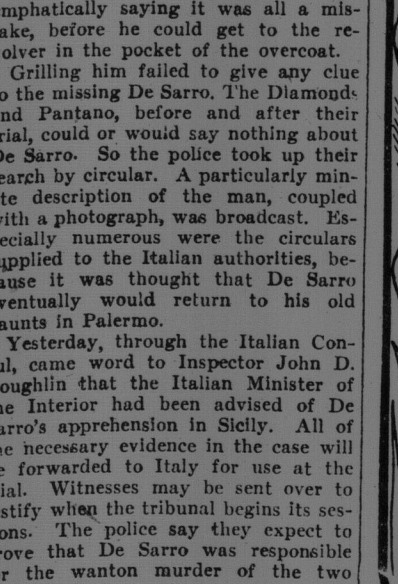 mphatically saying it was all a mis-
ake, before he could get to the re-
olver in the pocket of the overcoat.
Grilling him failed to give any clue
o the missing De Sarro. The Diamonds
nd Pantano, before and after their
rial, could or would say nothing about
De Sarro. So the police took up their
earch by circular. A particularly min-
te description of the man, coupled
with a photograph, was broadcast. Es-
ecially numerous were the circulars
upplied to the Italian authorities, be-
ause it was thought that De Sarro
ventually would return to his old
aunts in Palermo.
Yesterday, through the Italian Con-
ul, came word to Inspector John D.
oughlin that the Italian Minister of
he Interior had been advised of De
arro's apprehension in Sicily. All of
he necessary evidence in the case will
e forwarded to Italy for use at the
ial. Witnesses may be sent over to
stify when the tribunal begins its ses-
ons. The police say they expect to
rove that De Sarro was responsible
r the wanton murder of the two